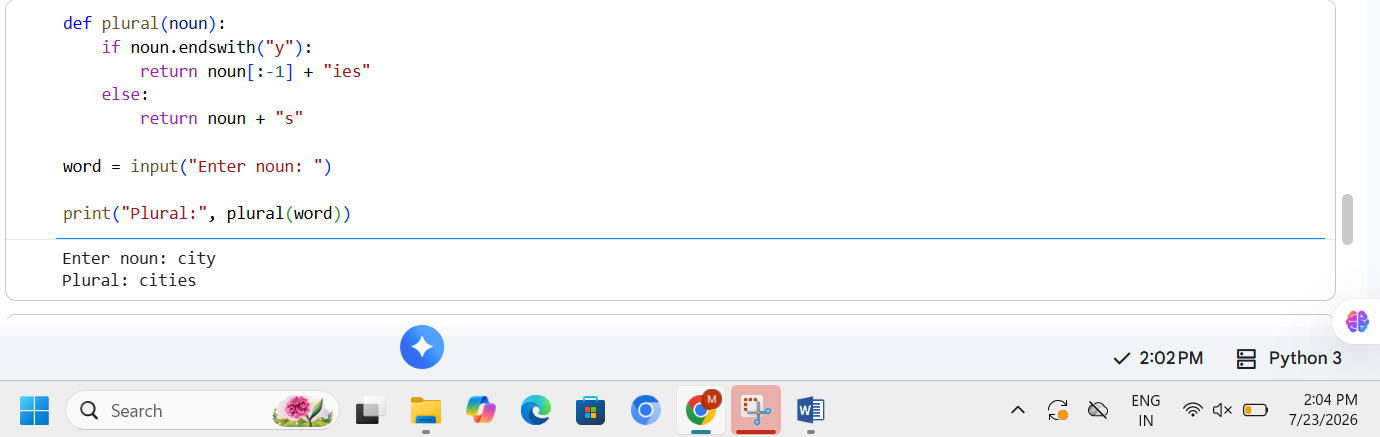 def plural(noun):
    if noun.endswith("y"):
        return noun[:-1] + "ies"
    else:
        return noun + "s"
word = input("Enter noun: ")
print("Plural:", plural(word))
Enter noun: city
Plural: cities
2:02 PM
Python 3
Search
M
W
ENG
IN
2:04 PM
7/23/2026